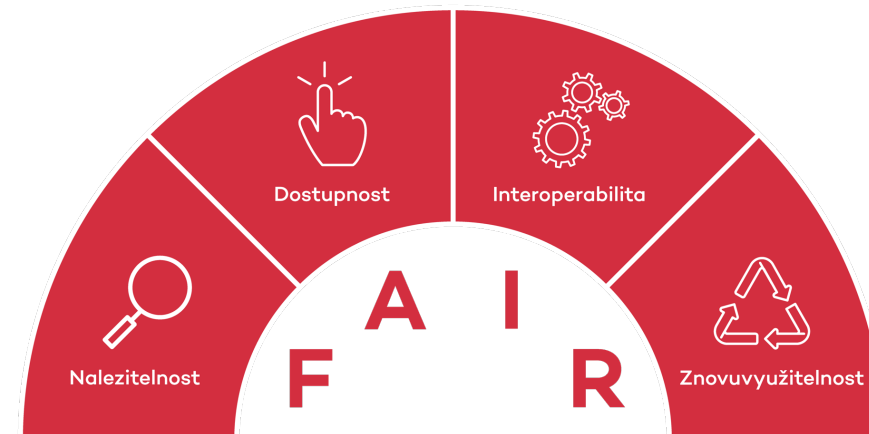 Dostupnost
Interoperabilita
Nalezitelnost
Znovuvyužitelnost
F
A
I
R